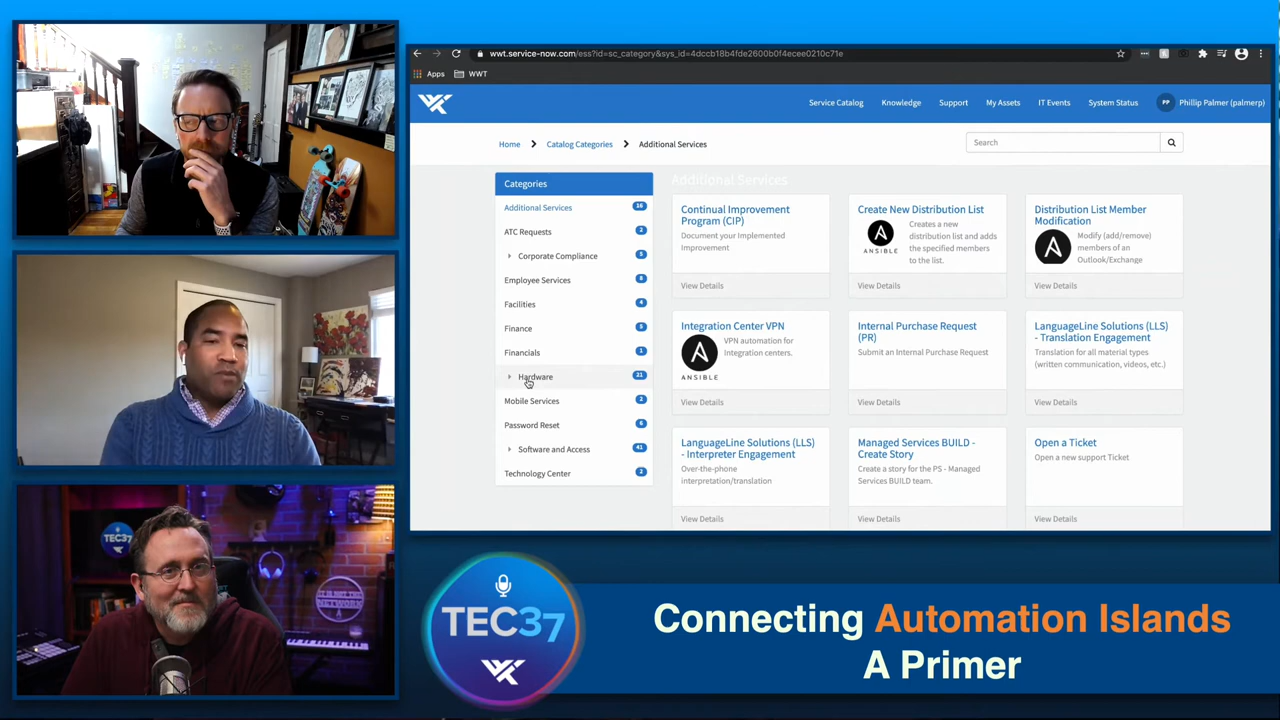 wwt.service-now.com/ess?id=sc_category&sys_id=4dccb18b4fde2600b0f4ecee0210c71e
Apps WWT
Service Catalog Knowledge Support My Assets IT Events System Status PP Phillip Palmer (palmerp)
Home Catalog Categories Additional Services
Search
Categories
Additional Services 16
ATC Requests 2
Corporate Compliance 5
Employee Services 8
Facilities 4
Finance 5
Financials 1
Hardware 21
Mobile Services 2
Password Reset 6
Software and Access 41
Technology Center 2
Additional Services
Continual Improvement
Program (CIP)
Document your Implemented
Improvement
View Details
Create New Distribution List
ANSIBLE
Creates a new
distribution list and adds
the specified members
to the list.
View Details
Distribution List Member
Modification
Modify (add/remove)
members of an
Outlook/Exchange
View Details
Integration Center VPN
ANSIBLE
VPN automation for
Integration centers.
View Details
Internal Purchase Request
(PR)
Submit an Internal Purchase Request
View Details
LanguageLine Solutions (LLS)
- Translation Engagement
Translation for all material types
(written communication, videos, etc.)
View Details
LanguageLine Solutions (LLS)
- Interpreter Engagement
Over-the-phone
interpretation/translation
View Details
Managed Services BUILD -
Create Story
Create a story for the PS - Managed
Services BUILD team.
View Details
Open a Ticket
Open a new support Ticket
View Details
TEC37
TEC37
Connecting Automation Islands
A Primer